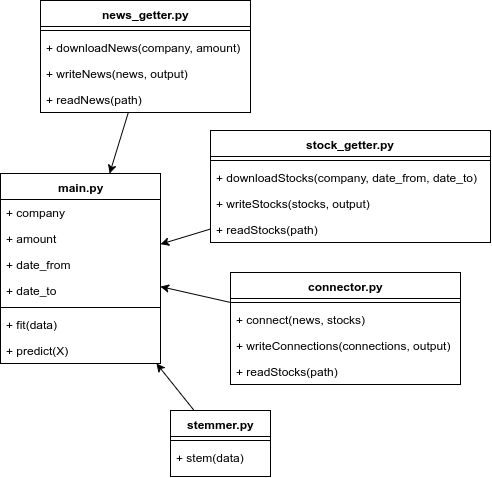 news_getter.py
+ downloadNews(company, amount)
+ writeNews(news, output)
+ readNews(path)
stock_getter.py
+ downloadStocks(company, date_from, date_to)
+ writeStocks(stocks, output)
+ readStocks(path)
main.py
+ company
+ amount
+ date_from
+ date_to
+ fit(data)
+ predict(X)
connector.py
+ connect(news, stocks)
+ writeConnections(connections, output)
+ readStocks(path)
stemmer.py
+ stem(data)